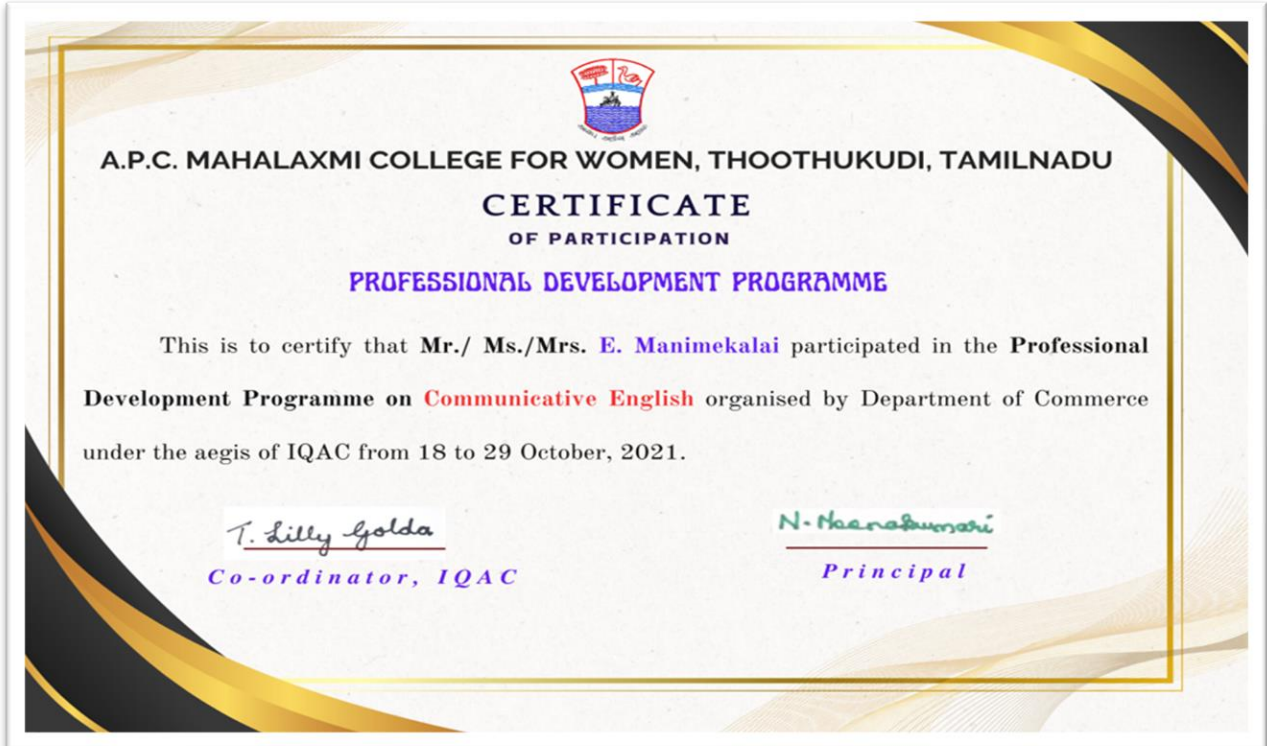 A.P.C. MAHALAXMI COLLEGE FOR WOMEN, THOOTHUKUDI, TAMILNADU
CERTIFICATE
OF PARTICIPATION
PROFESSIONAL DEVELOPMENT PROGRAMME
This is to certify that Mr./ Ms./Mrs. E. Manimekalai participated in the Professional
Development Programme on Communicative English organised by Department of Commerce
under the aegis of IQAC from 18 to 29 October, 2021.
T. Lilly Golda
Co-ordinator, IQAC
N. Meenakumari
Principal